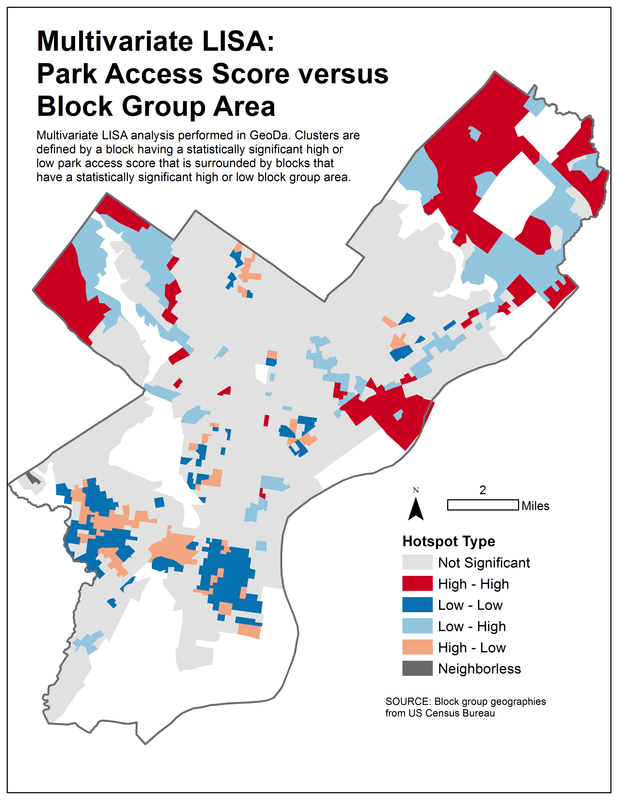 Multivariate LISA:
Park Access Score versus
Block Group Area
Multivariate LISA analysis performed in GeoDa. Clusters are
defined by a block having a statistically significant high or
low park access score that is surrounded by blocks that
have a statistically significant high or low block group area.
N
2
Miles
Hotspot Type
Not Significant
High - High
Low - Low
Low - High
High - Low
Neighborless
SOURCE: Block group geographies
from US Census Bureau